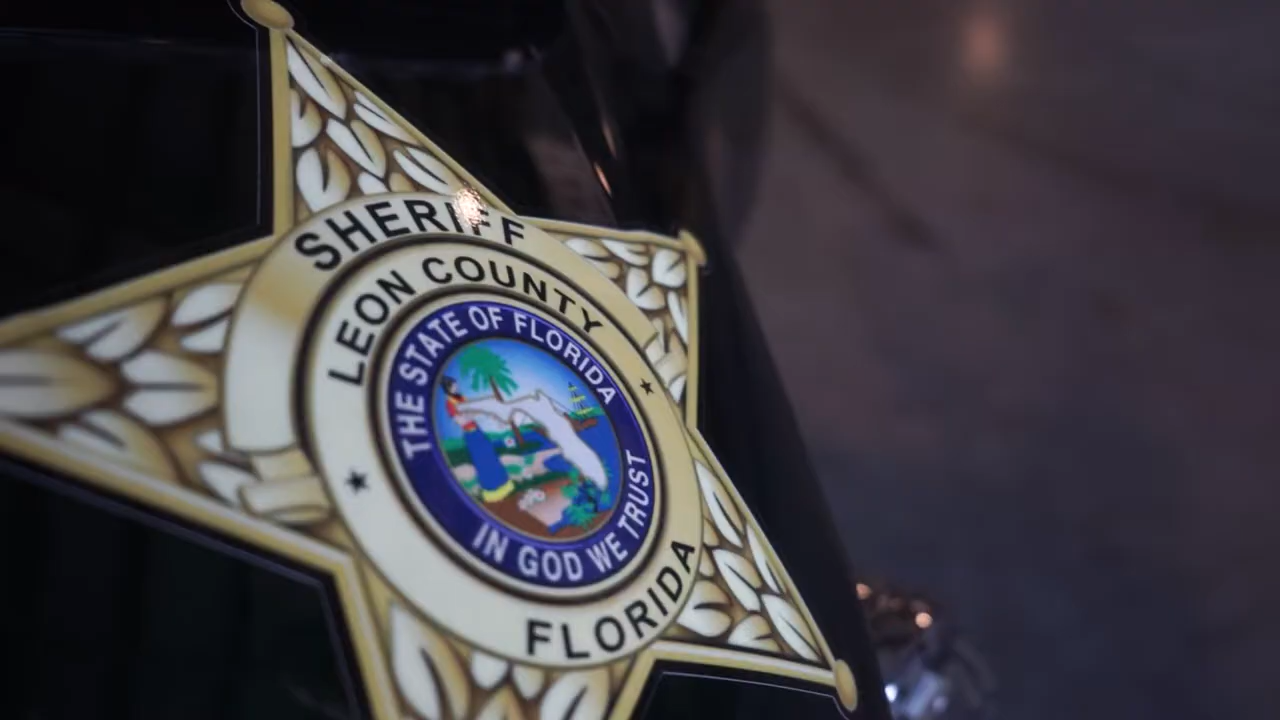 SHERIFF
LEON COUNTY
THE STATE OF FLORIDA
IN GOD WE TRUST
FLORIDA